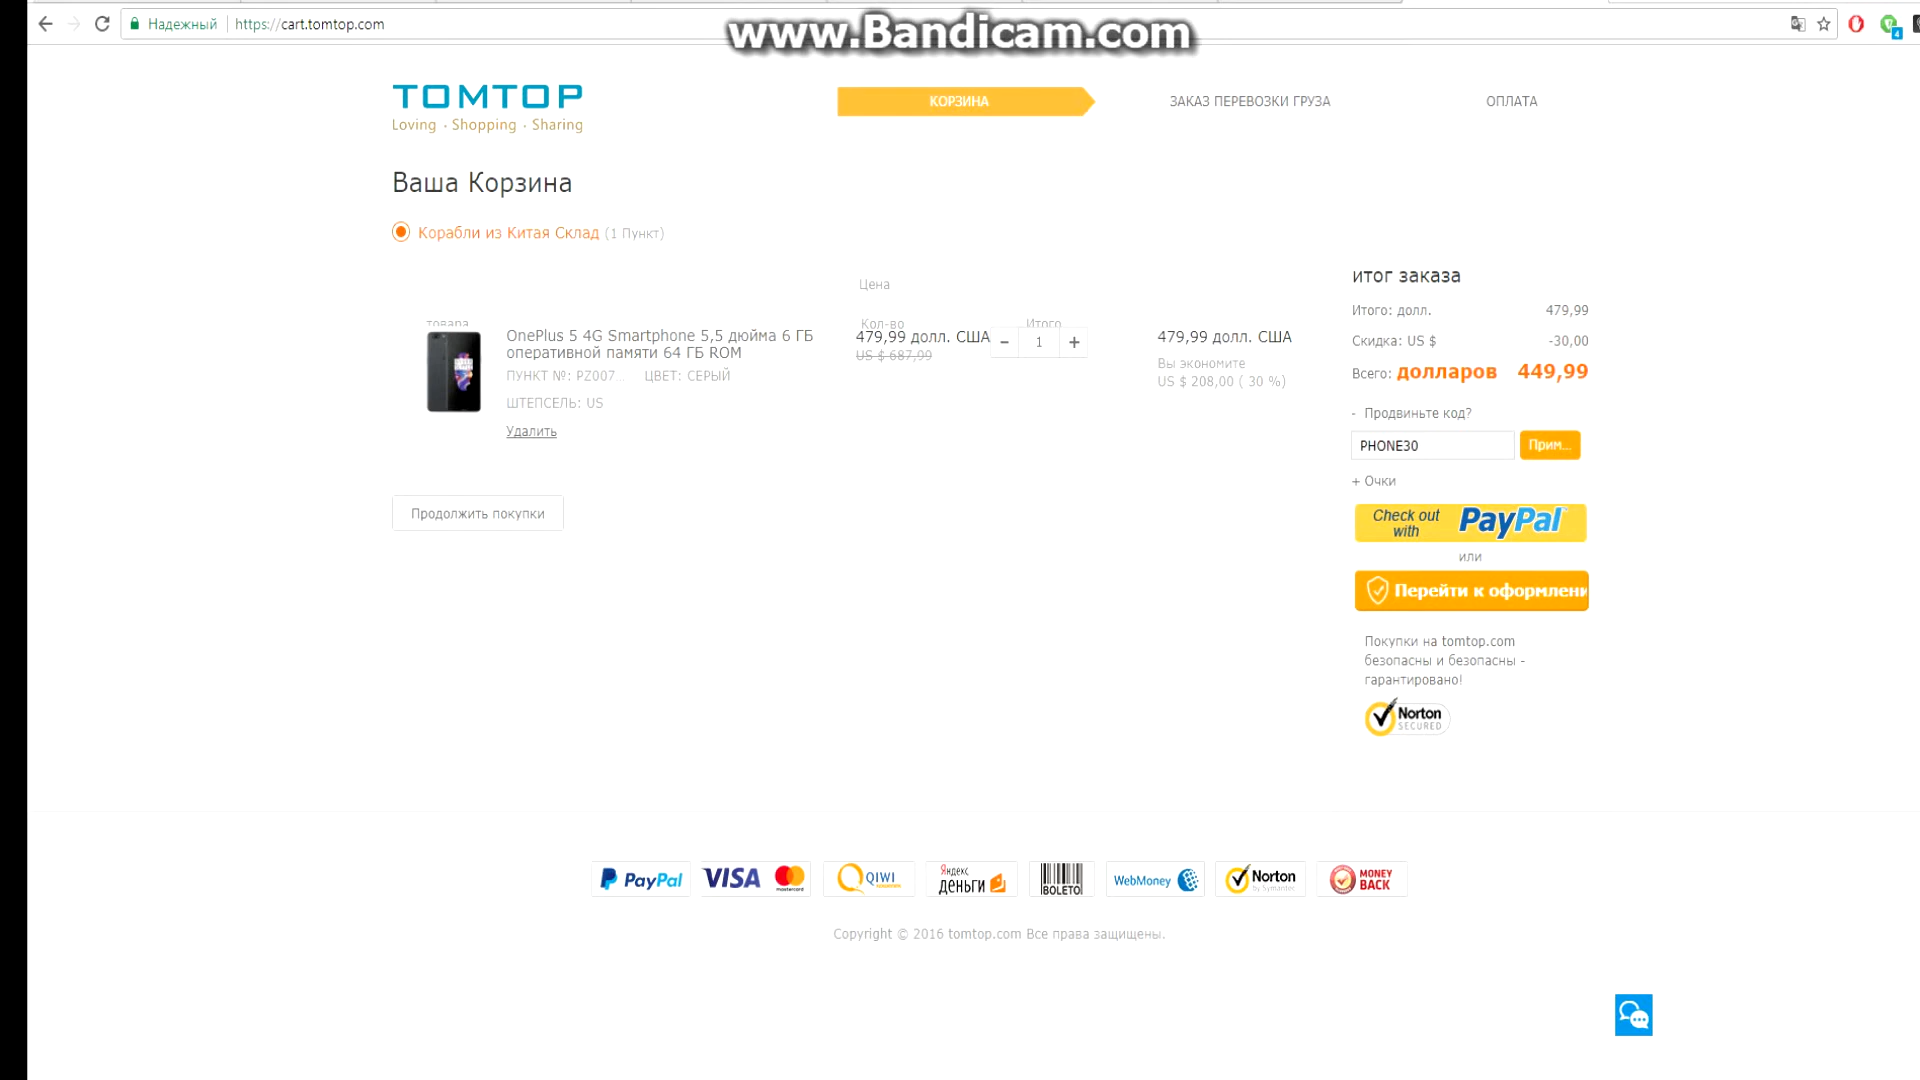 Надежный
https://cart.tomtop.com
www.Bandicam.com
4
TOMTOP
Loving · Shopping · Sharing
КОРЗИНА
ЗАКАЗ ПЕРЕВОЗКИ ГРУЗА
ОПЛАТА
Ваша Корзина
Корабли из Китая Склад (1 Пункт)
Цена
товара
Кол-во
Итого
OnePlus 5 4G Smartphone 5,5 дюйма 6 ГБ
оперативной памяти 64 ГБ ROM
ПУНКТ №: PZ007... ЦВЕТ: СЕРЫЙ
ШТЕПСЕЛЬ: US
Удалить
479,99 долл. США
US $ 687,99
- 1 +
479,99 долл. США
Вы экономите
US $ 208,00 ( 30 %)
Продолжить покупки
итог заказа
Итого: долл. 479,99
Скидка: US $ -30,00
Всего: долларов 449,99
- Продвиньте код?
PHONE30
Прим...
+ Очки
Check out with PayPal
или
Перейти к оформлени
Покупки на tomtop.com
безопасны и безопасны -
гарантировано!
Norton
SECURED
PayPal
VISA mastercard
QIWI
Яндекс деньги
BOLETO
WebMoney
Norton
by Symantec
MONEY BACK
Copyright © 2016 tomtop.com Все права защищены.